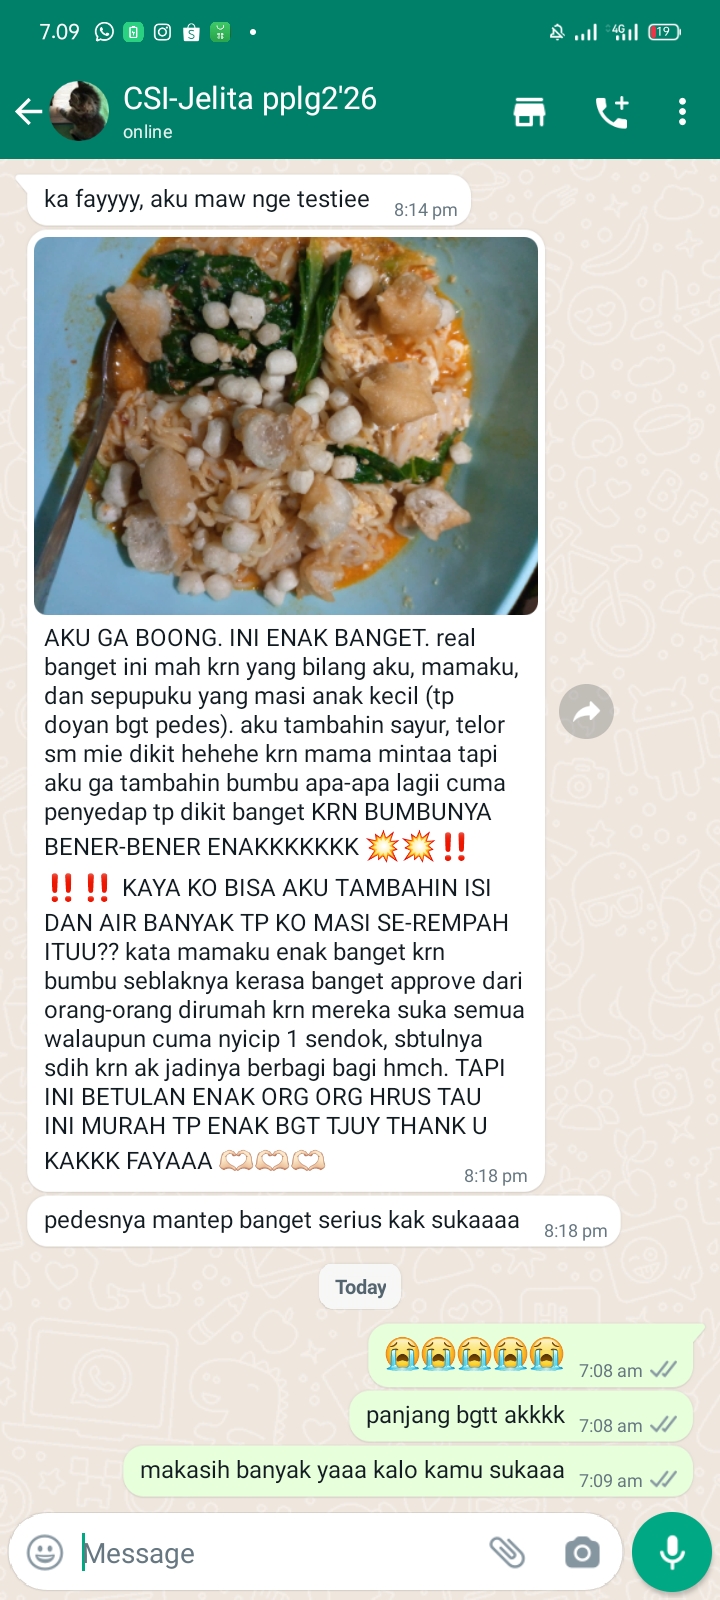 7.09
4G
19
CSI-Jelita pplg2'26
online
ka fayyyy, aku maw nge testiee
8:14 pm
AKU GA BOONG. INI ENAK BANGET. real
banget ini mah krn yang bilang aku, mamaku,
dan sepupuku yang masi anak kecil (tp
doyan bgt pedes). aku tambahin sayur, telor
sm mie dikit hehehe krn mama mintaa tapi
aku ga tambahin bumbu apa-apa lagii cuma
penyedap tp dikit banget KRN BUMBUNYA
BENER-BENER ENAKKKKKKK 💥💥‼️
‼️‼️ KAYA KO BISA AKU TAMBAHIN ISI
DAN AIR BANYAK TP KO MASI SE-REMPAH
ITUU?? kata mamaku enak banget krn
bumbu seblaknya kerasa banget approve dari
orang-orang dirumah krn mereka suka semua
walaupun cuma nyicip 1 sendok, sbtulnya
sdih krn ak jadinya berbagi bagi hmch. TAPI
INI BETULAN ENAK ORG ORG HRUS TAU
INI MURAH TP ENAK BGT TJUY THANK U
KAKKK FAYAAA 🫶🏻🫶🏻🫶🏻
8:18 pm
pedesnya mantep banget serius kak sukaaaa
8:18 pm
Today
😭😭😭😭😭
7:08 am
panjang bgtt akkkk
7:08 am
makasih banyak yaaa kalo kamu sukaaa
7:09 am
Message